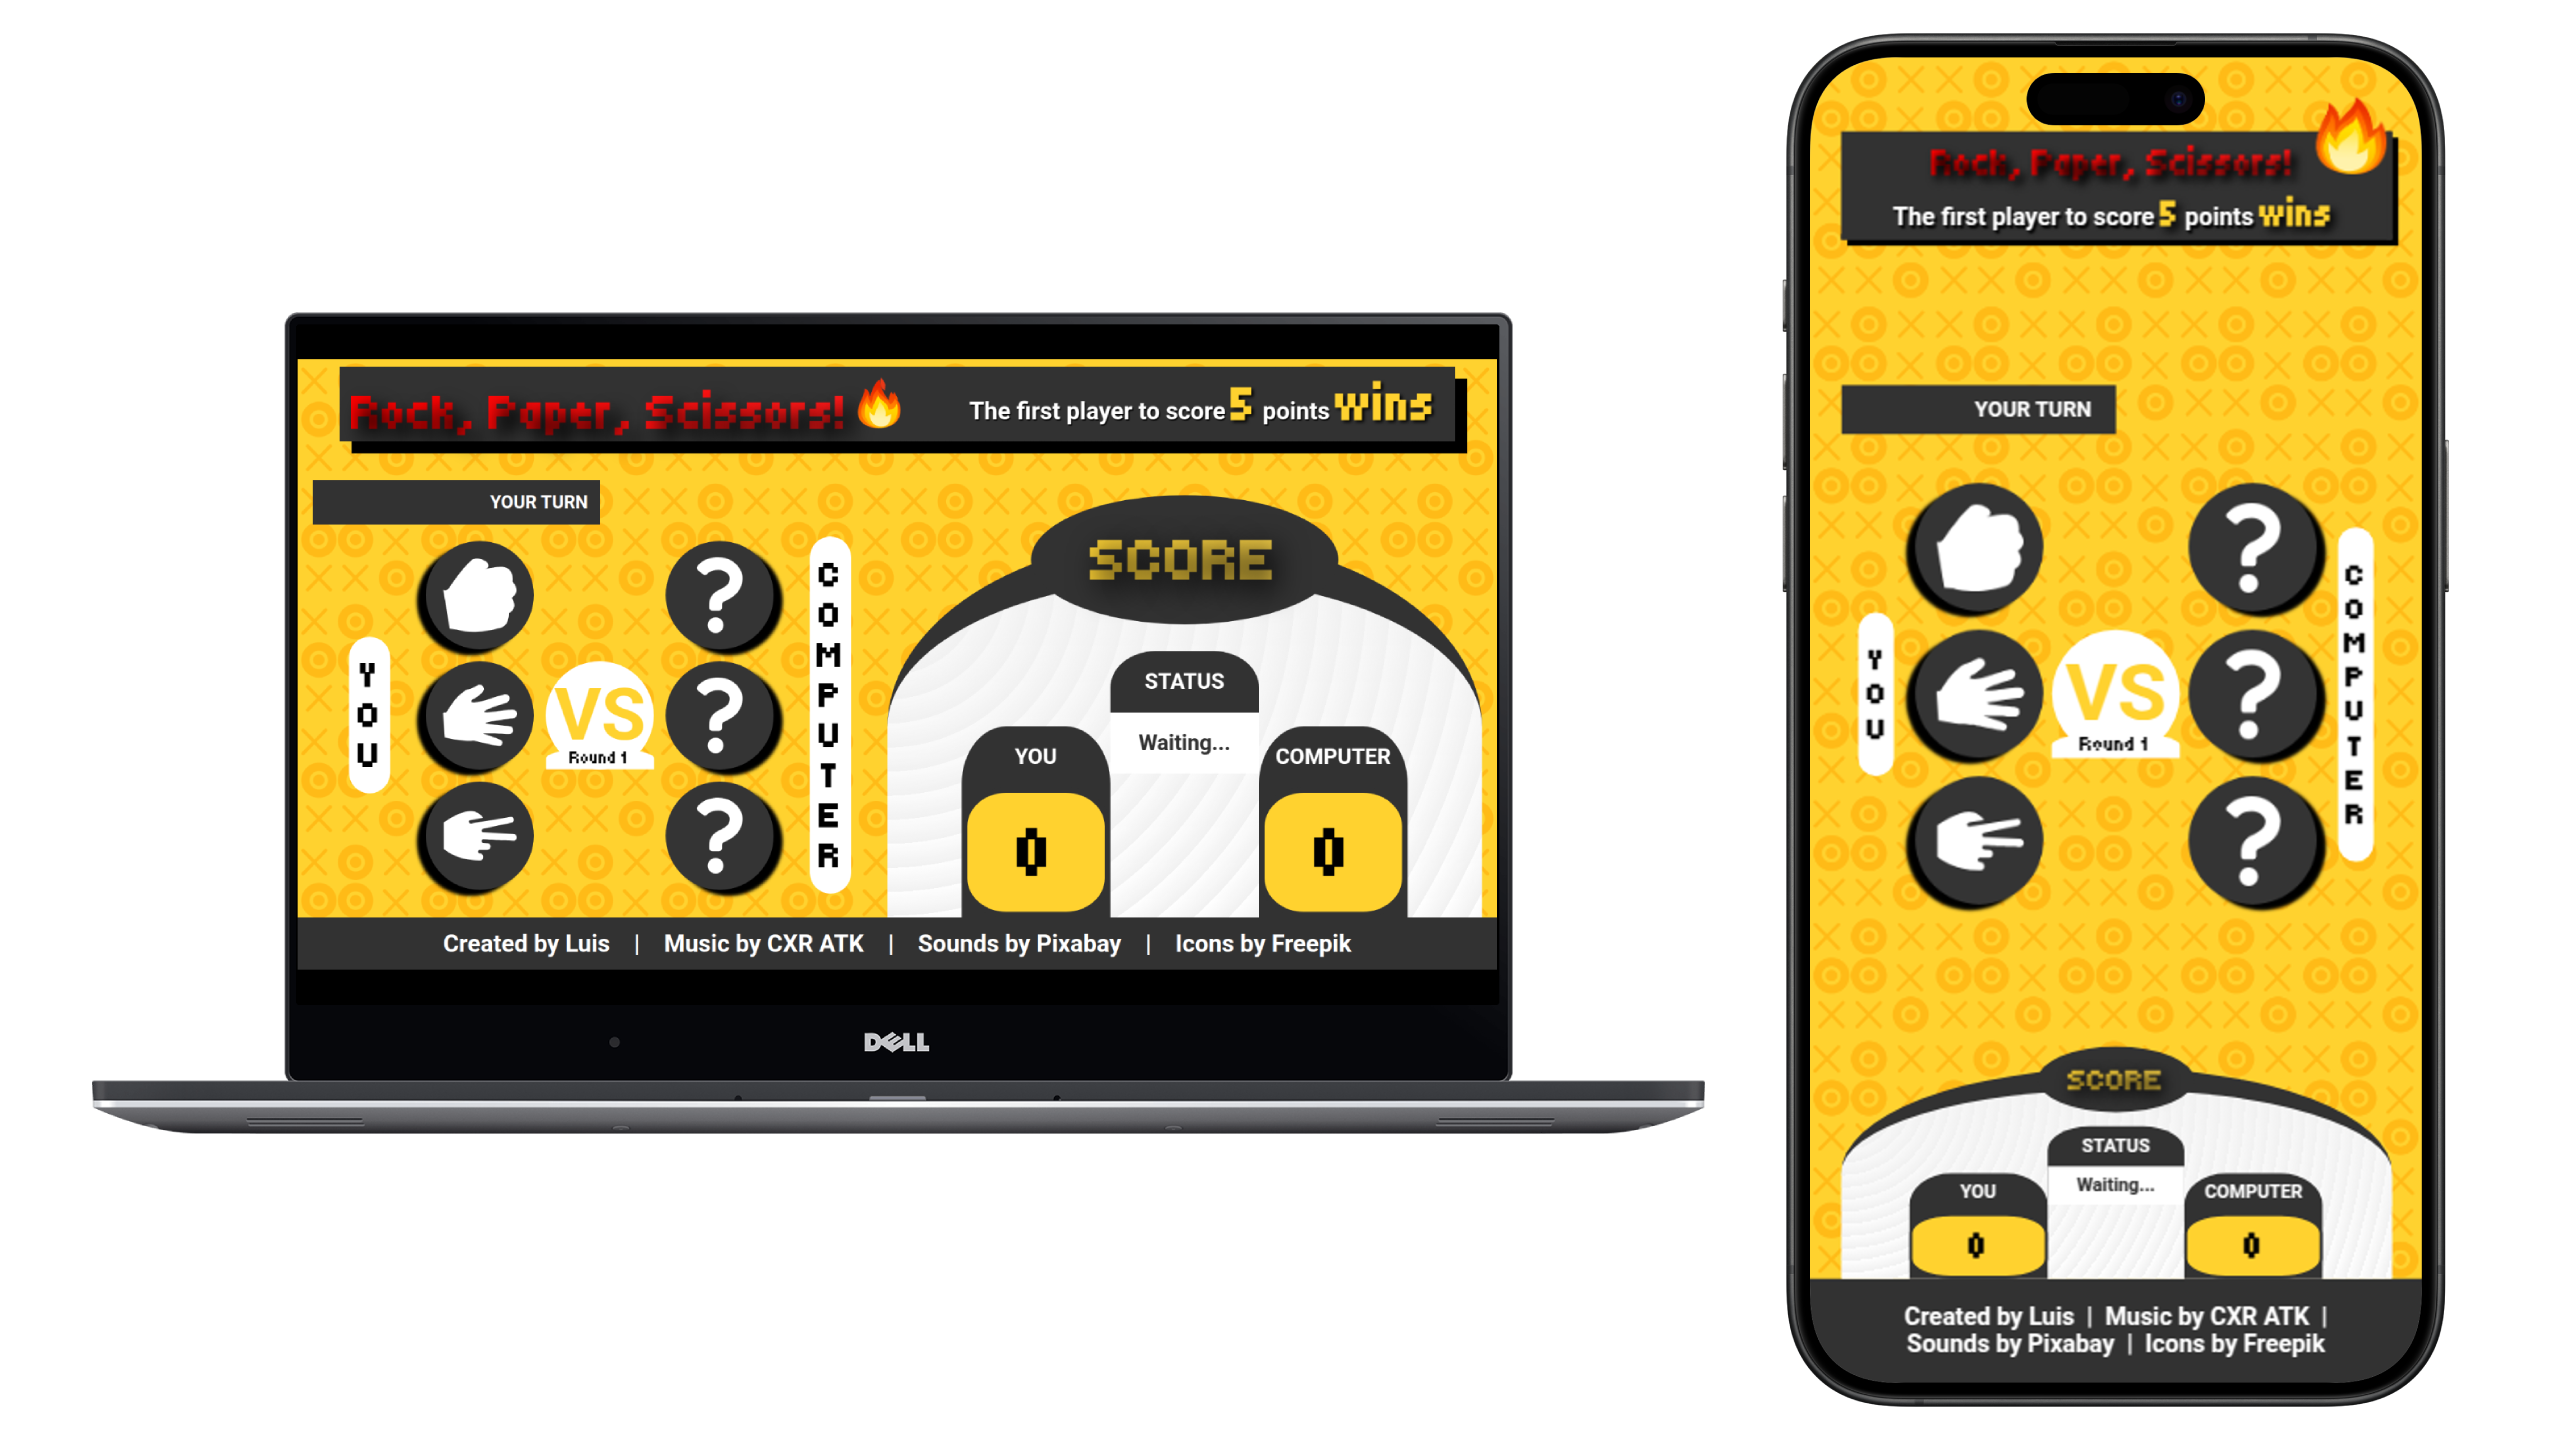 Rock, Paper, Scissors!
The first player to score 5 points wins
YOUR TURN
YOU
VS
Round 1
COMPUTER
SCORE
STATUS
Waiting...
YOU
COMPUTER
0
0
Created by Luis | Music by CXR ATK | Sounds by Pixabay | Icons by Freepik
DELL
Rock, Paper, Scissors!
The first player to score 5 points wins
YOUR TURN
YOU
VS
Round 1
COMPUTER
SCORE
STATUS
Waiting...
YOU
COMPUTER
0
0
Created by Luis | Music by CXR ATK |
Sounds by Pixabay | Icons by Freepik